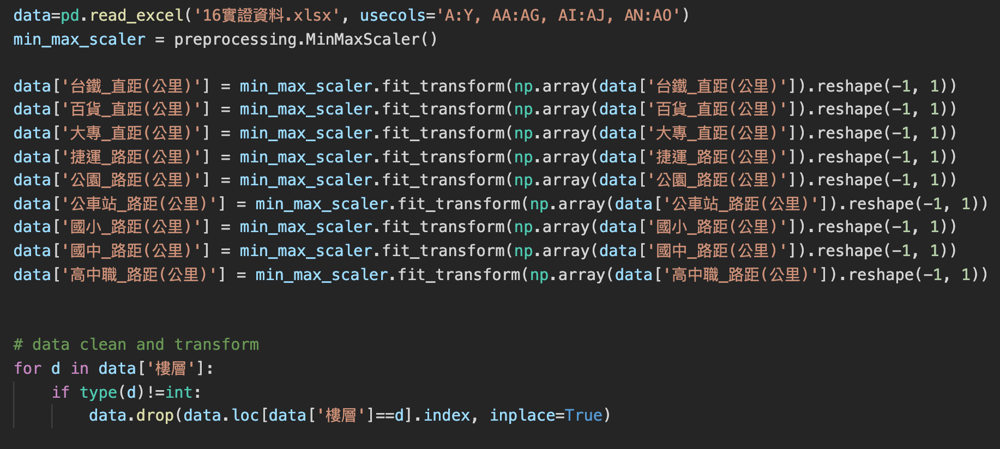 data=pd.read_excel('16實證資料.xlsx', usecols='A:Y, AA:AG, AI:AJ, AN:AO')
min_max_scaler = preprocessing.MinMaxScaler()
data['台鐵_直距(公里)'] = min_max_scaler.fit_transform(np.array(data['台鐵_直距(公里)']).reshape(-1, 1))
data['百貨_直距(公里)'] = min_max_scaler.fit_transform(np.array(data['百貨_直距(公里)']).reshape(-1, 1))
data['大專_直距(公里)'] = min_max_scaler.fit_transform(np.array(data['大專_直距(公里)']).reshape(-1, 1))
data['捷運_路距(公里)'] = min_max_scaler.fit_transform(np.array(data['捷運_路距(公里)']).reshape(-1, 1))
data['公園_路距(公里)'] = min_max_scaler.fit_transform(np.array(data['公園_路距(公里)']).reshape(-1, 1))
data['公車站_路距(公里)'] = min_max_scaler.fit_transform(np.array(data['公車站_路距(公里)']).reshape(-1, 1))
data['國小_路距(公里)'] = min_max_scaler.fit_transform(np.array(data['國小_路距(公里)']).reshape(-1, 1))
data['國中_路距(公里)'] = min_max_scaler.fit_transform(np.array(data['國中_路距(公里)']).reshape(-1, 1))
data['高中職_路距(公里)'] = min_max_scaler.fit_transform(np.array(data['高中職_路距(公里)']).reshape(-1, 1))
# data clean and transform
for d in data['樓層']:
    if type(d)!=int:
        data.drop(data.loc[data['樓層']==d].index, inplace=True)